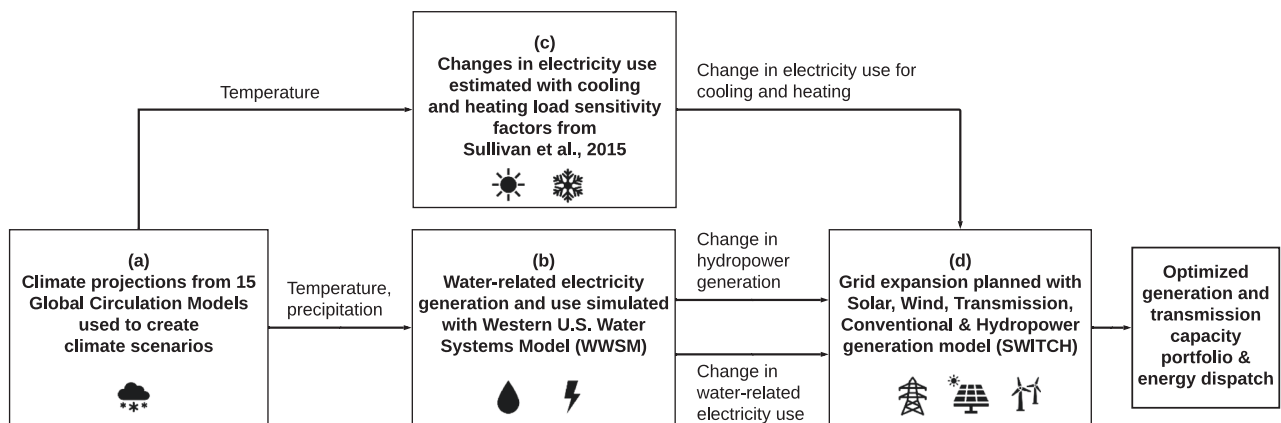 (c)
Changes in electricity use
estimated with cooling
and heating load sensitivity
factors from
Sullivan et al., 2015
Temperature
Change in electricity use for
cooling and heating
(a)
Climate projections from 15
Global Circulation Models
used to create
climate scenarios
Temperature,
precipitation
(b)
Water-related electricity
generation and use simulated
with Western U.S. Water
Systems Model (WWSM)
Change in
hydropower
generation
Change in
water-related
electricity use
(d)
Grid expansion planned with
Solar, Wind, Transmission,
Conventional & Hydropower
generation model (SWITCH)
Optimized
generation and
transmission
capacity
portfolio &
energy dispatch